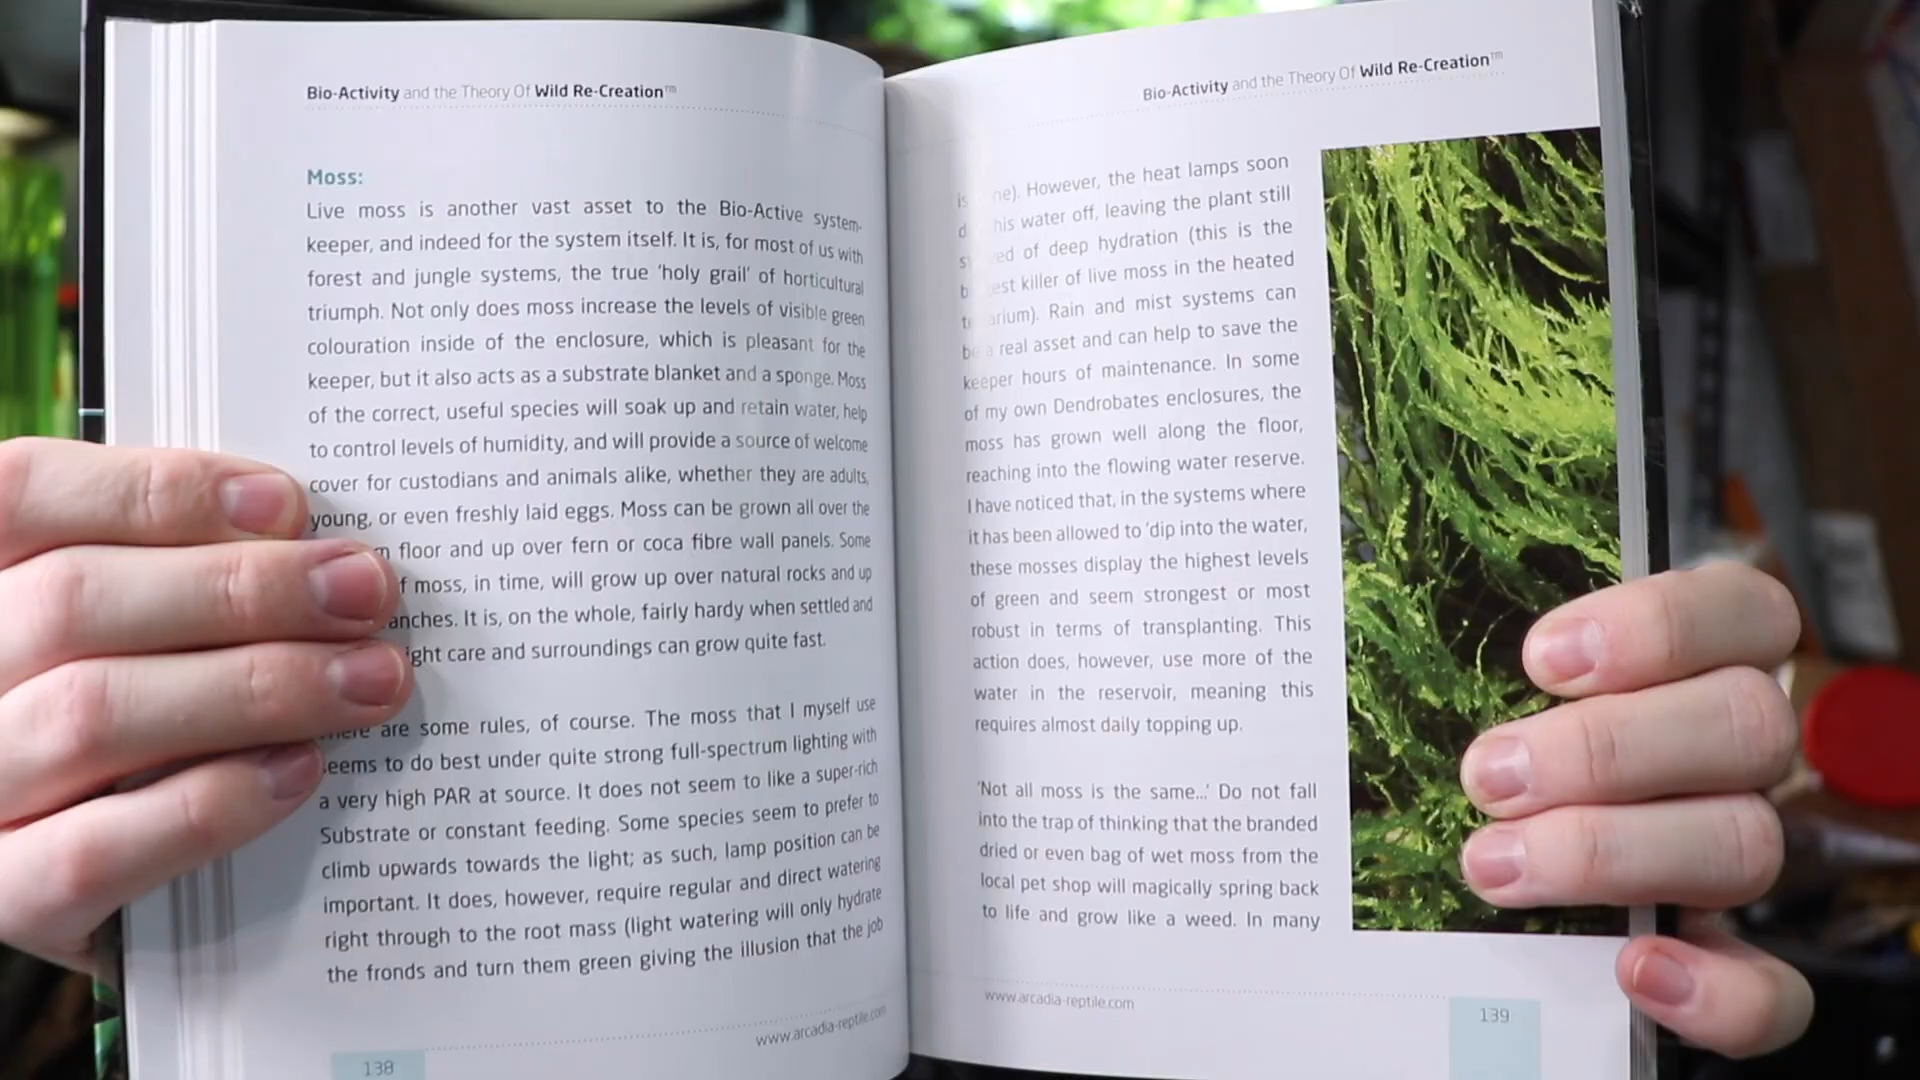 Bio-Activity and the Theory Of Wild Re-Creation™
Moss:
Live moss is another vast asset to the Bio-Active system-
keeper, and indeed for the system itself. It is, for most of us with
forest and jungle systems, the true 'holy grail' of horticultural
triumph. Not only does moss increase the levels of visible green
colouration inside of the enclosure, which is pleasant for the
keeper, but it also acts as a substrate blanket and a sponge. Moss
of the correct, useful species will soak up and retain water, help
to control levels of humidity, and will provide a source of welcome
cover for custodians and animals alike, whether they are adults,
young, or even freshly laid eggs. Moss can be grown all over the
floor and up over fern or coca fibre wall panels. Some
moss, in time, will grow up over natural rocks and up
It is, on the whole, fairly hardy when settled and
care and surroundings can grow quite fast.
are some rules, of course. The moss that I myself use
to do best under quite strong full-spectrum lighting with
a very high PAR at source. It does not seem to like a super-rich
Substrate or constant feeding. Some species seem to prefer to
climb upwards towards the light; as such, lamp position can be
important. It does, however, require regular and direct watering
right through to the root mass (light watering will only hydrate
the fronds and turn them green giving the illusion that the job
www.arcadia-reptile.com
138
Bio-Activity and the Theory Of Wild Re-Creation™
is However, the heat lamps soon
water off, leaving the plant still
of deep hydration (this is the
killer of live moss in the heated
Rain and mist systems can
be a real asset and can help to save the
keeper hours of maintenance. In some
of my own Dendrobates enclosures, the
moss has grown well along the floor,
reaching into the flowing water reserve.
I have noticed that, in the systems where
it has been allowed to 'dip into the water,
these mosses display the highest levels
of green and seem strongest or most
robust in terms of transplanting. This
action does, however, use more of the
water in the reservoir, meaning this
requires almost daily topping up.
'Not all moss is the same...' Do not fall
into the trap of thinking that the branded
dried or even bag of wet moss from the
local pet shop will magically spring back
to life and grow like a weed. In many
www.arcadia-reptile.com
139